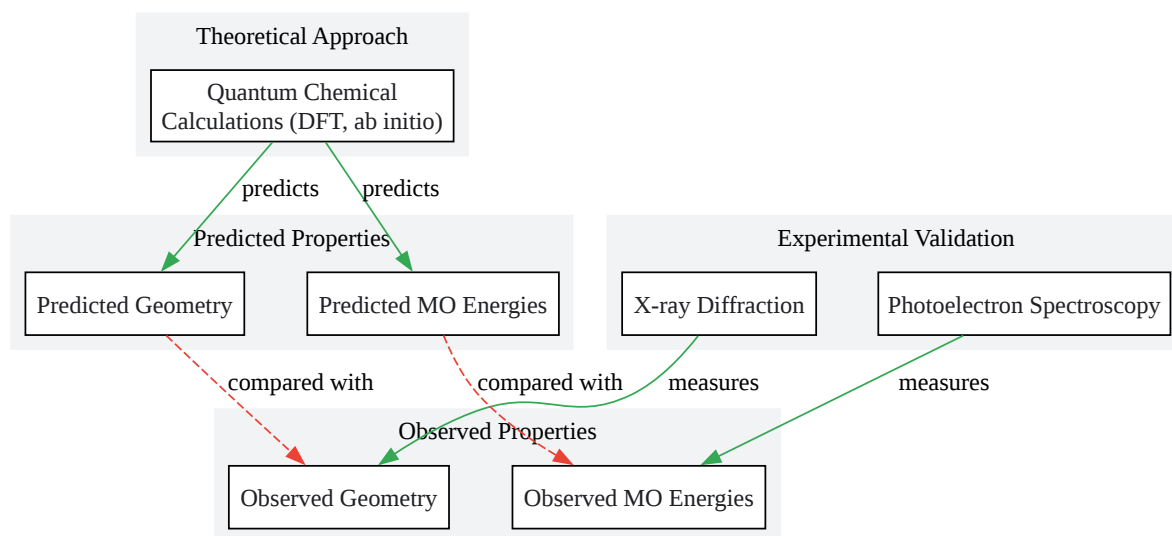 Theoretical Approach
Quantum Chemical
Calculations (DFT, ab initio)
predicts
predicts
Predicted Properties
Experimental Validation
Predicted Geometry
Predicted MO Energies
X-ray Diffraction
Photoelectron Spectroscopy
compared with
compared with
measures
measures
Observed Properties
Observed Geometry
Observed MO Energies